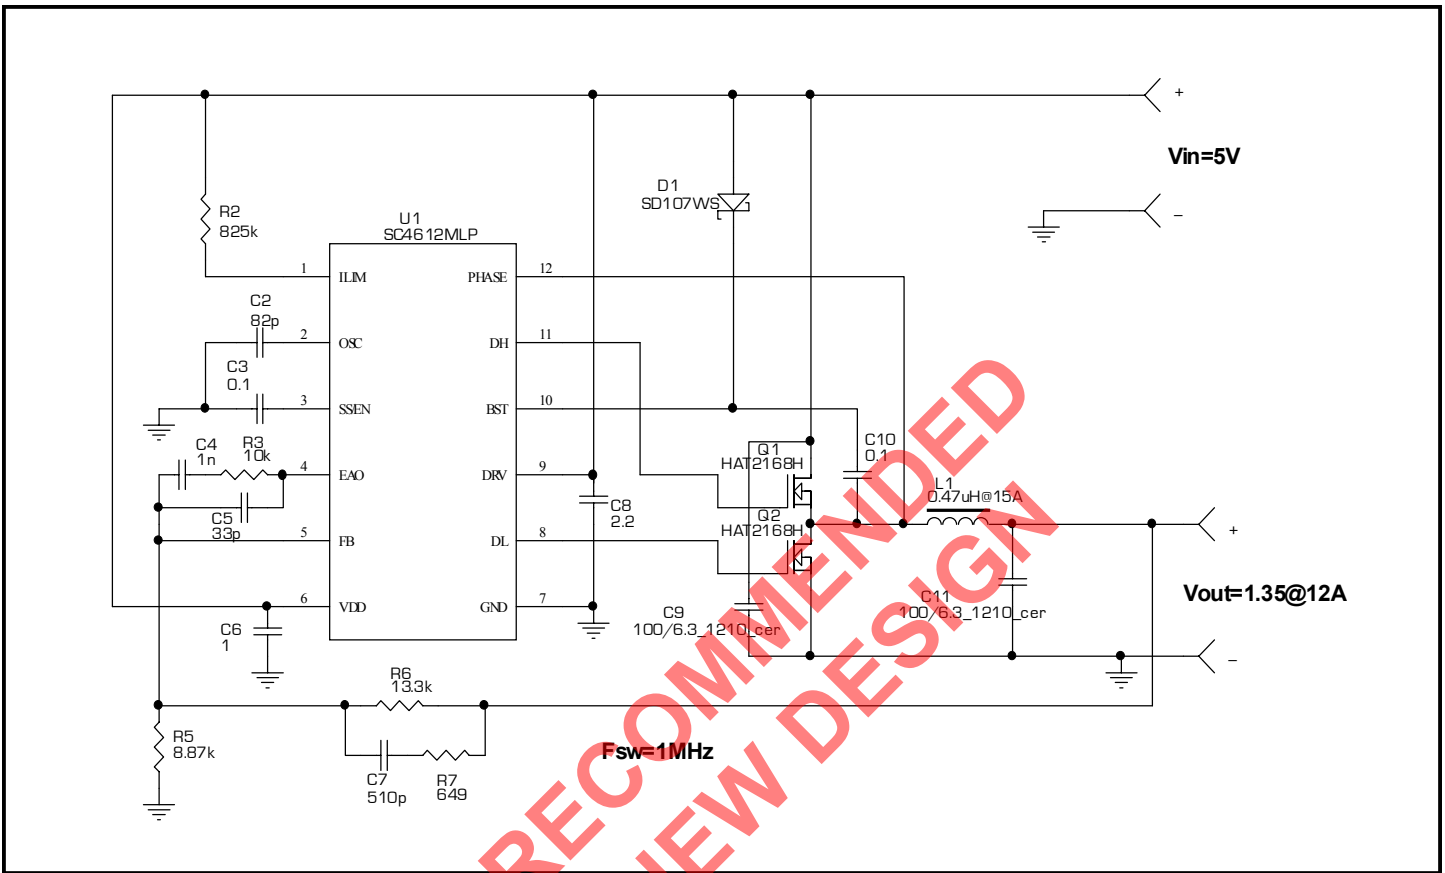 +
Vin=5V
–
D1
SD107WS
R2
825k
U1
SC4612MLP
1
ILIM
PHASE
12
C2
82p
2
OSC
DH
11
C3
0.1
3
SSEN
BST
10
C4
1n
R3
10k
4
EAO
DRV
9
C5
33p
5
FB
DL
8
C8
2.2
6
VDD
GND
7
C6
1
Q1
HAT2168H
C10
0.1
Q2
HAT2168H
L1
0.47uH@15A
+
Vout=1.35@12A
–
C9
100/6.3_1210_cer
C11
100/6.3_1210_cer
R6
13.3k
R5
8.87k
C7
510p
R7
649
Fsw=1MHz
RECOMMENDED
NEW DESIGN